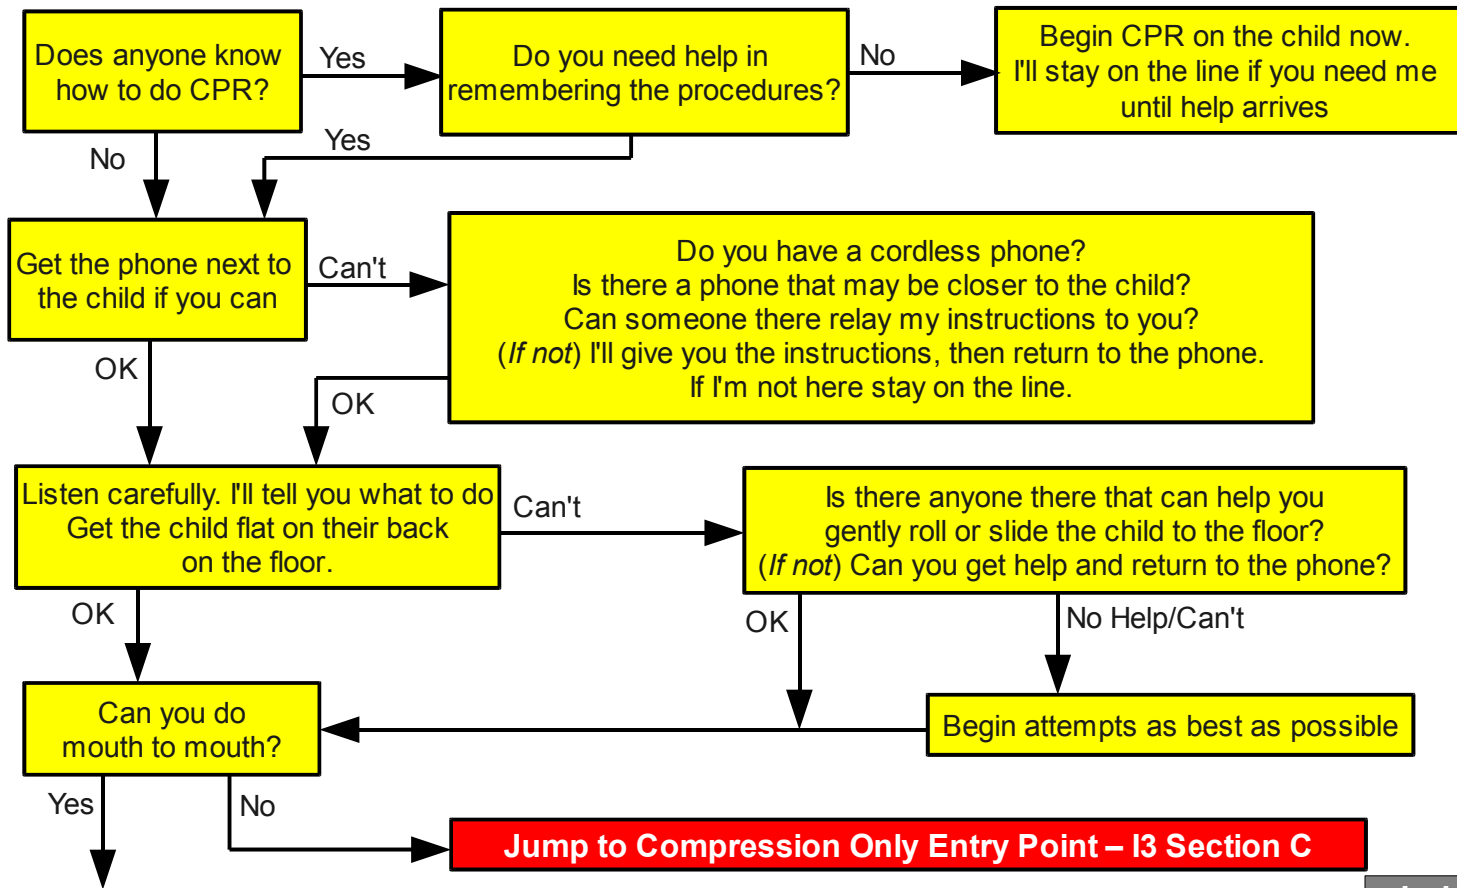 Does anyone know
how to do CPR?
Yes
Do you need help in
remembering the procedures?
No
Begin CPR on the child now.
I'll stay on the line if you need me
until help arrives
No
Yes
Get the phone next to
the child if you can
Can't
Do you have a cordless phone?
Is there a phone that may be closer to the child?
Can someone there relay my instructions to you?
(If not) I'll give you the instructions, then return to the phone.
If I'm not here stay on the line.
OK
OK
Listen carefully. I'll tell you what to do
Get the child flat on their back
on the floor.
Can't
Is there anyone there that can help you
gently roll or slide the child to the floor?
(If not) Can you get help and return to the phone?
OK
OK
No Help/Can't
Can you do
mouth to mouth?
Begin attempts as best as possible
Yes
No
Jump to Compression Only Entry Point – I3 Section C